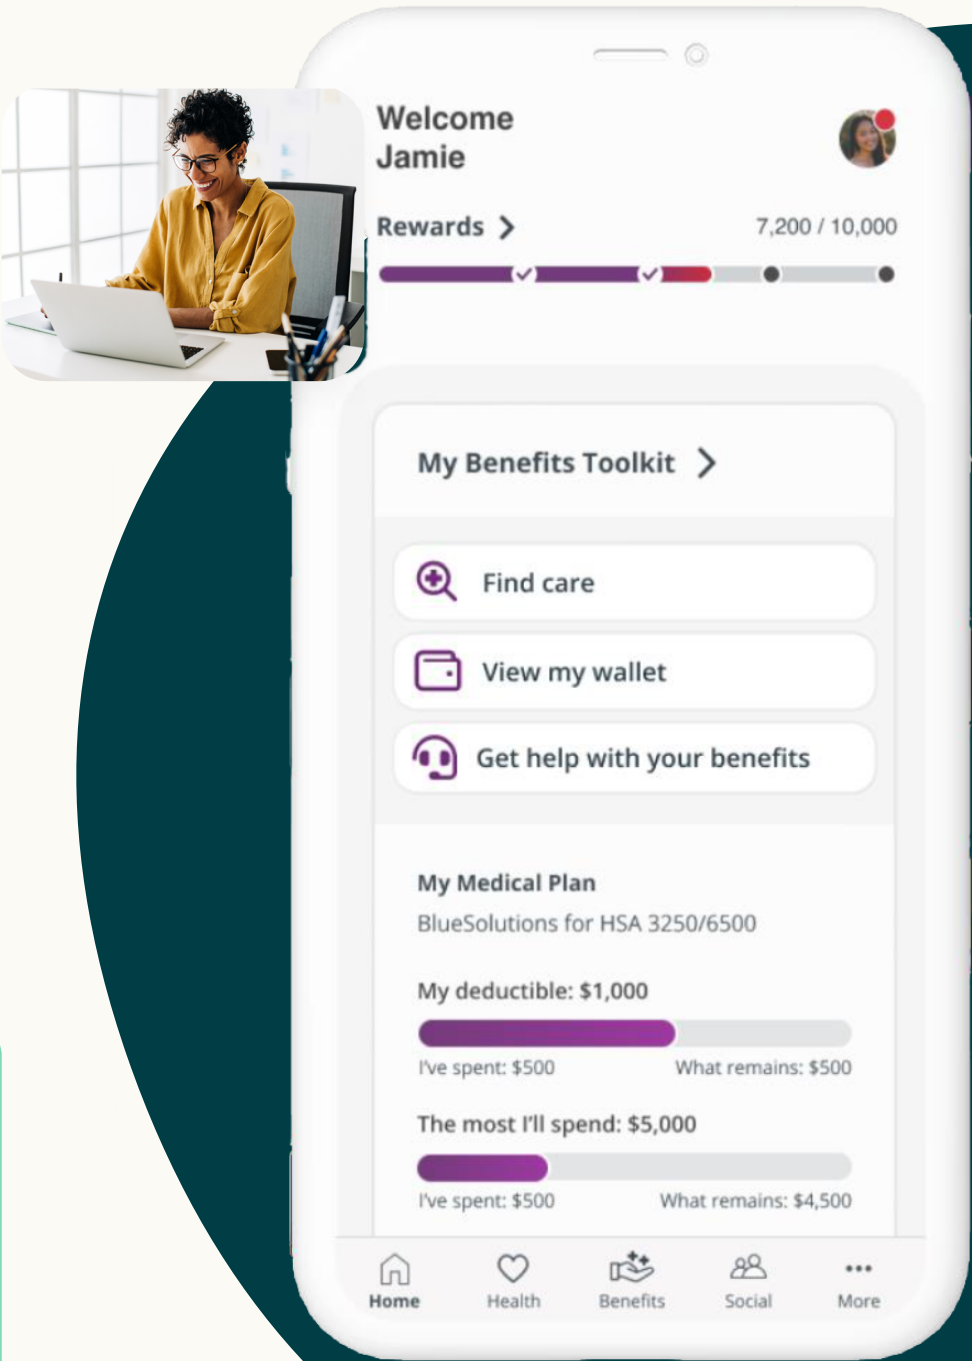 Welcome
Jamie
Rewards
7,200 / 10,000
My Benefits Toolkit
Find care
View my wallet
Get help with your benefits
My Medical Plan
BlueSolutions for HSA 3250/6500
My deductible: $1,000
I've spent: $500 What remains: $500
The most I'll spend: $5,000
I've spent: $500 What remains: $4,500
Home Health Benefits Social More